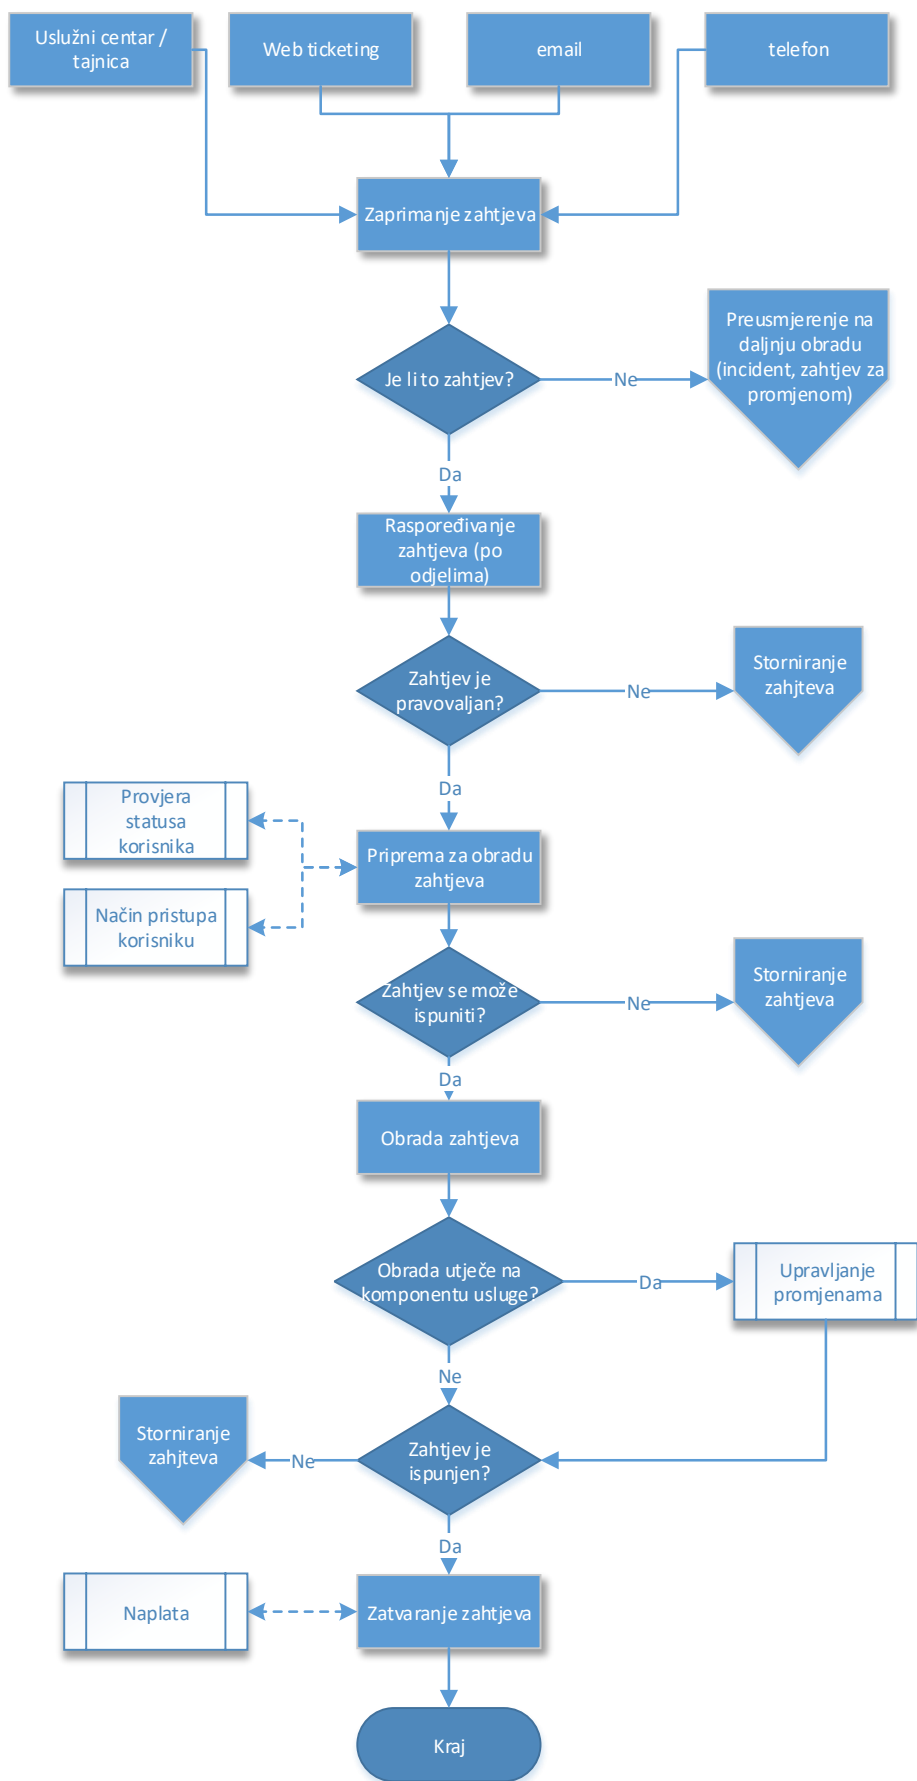 Uslužni centar /
tajnica
Web ticketing
email
telefon
Zaprimanje zahtjeva
Je li to zahtjev?
Ne
Preusmjerenje na
daljnju obradu
(incident, zahtjev za
promjenom)
Da
Raspoređivanje
zahtjeva (po
odjelima)
Zahtjev je
pravovaljan?
Ne
Storniranje
zahjteva
Da
Provjera
statusa
korisnika
Priprema za obradu
zahtjeva
Način pristupa
korisniku
Zahtjev se može
ispuniti?
Ne
Storniranje
zahtjeva
Da
Obrada zahtjeva
Obrada utječe na
komponentu usluge?
Da
Upravljanje
promjenama
Ne
Storniranje
zahjteva
Ne
Zahtjev je
ispunjen?
Da
Naplata
Zatvaranje zahtjeva
Kraj